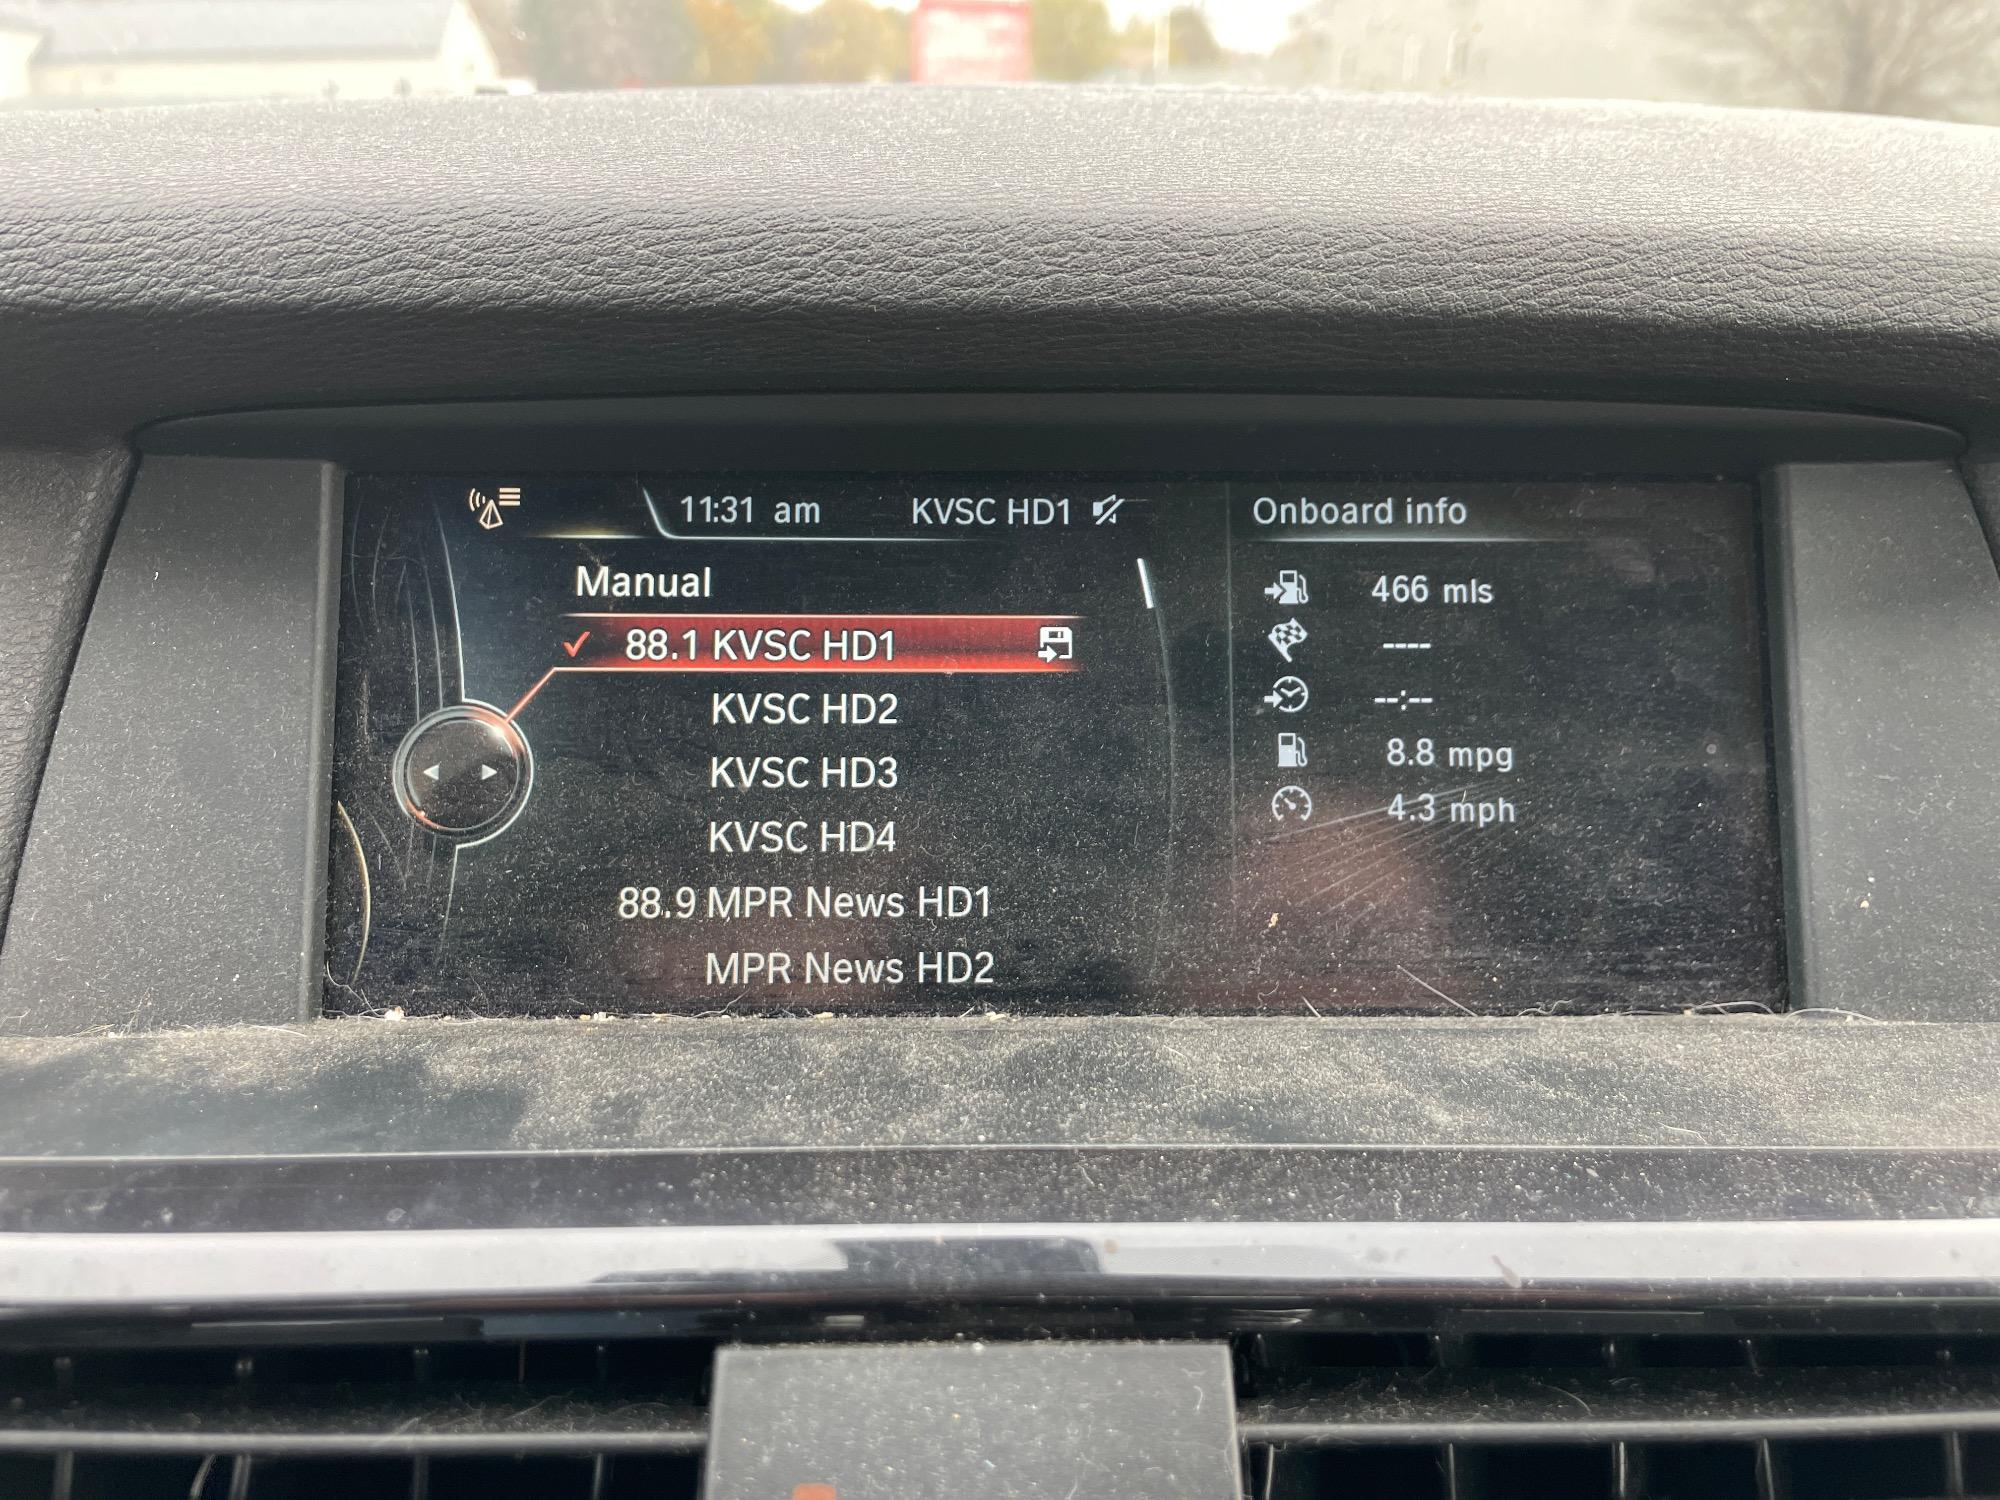 11:31 am
KVSC HD1
Manual
88.1 KVSC HD1
KVSC HD2
KVSC HD3
KVSC HD4
88.9 MPR News HD1
MPR News HD2
Onboard info
466 mls
----
--:--
8.8 mpg
4.3 mph